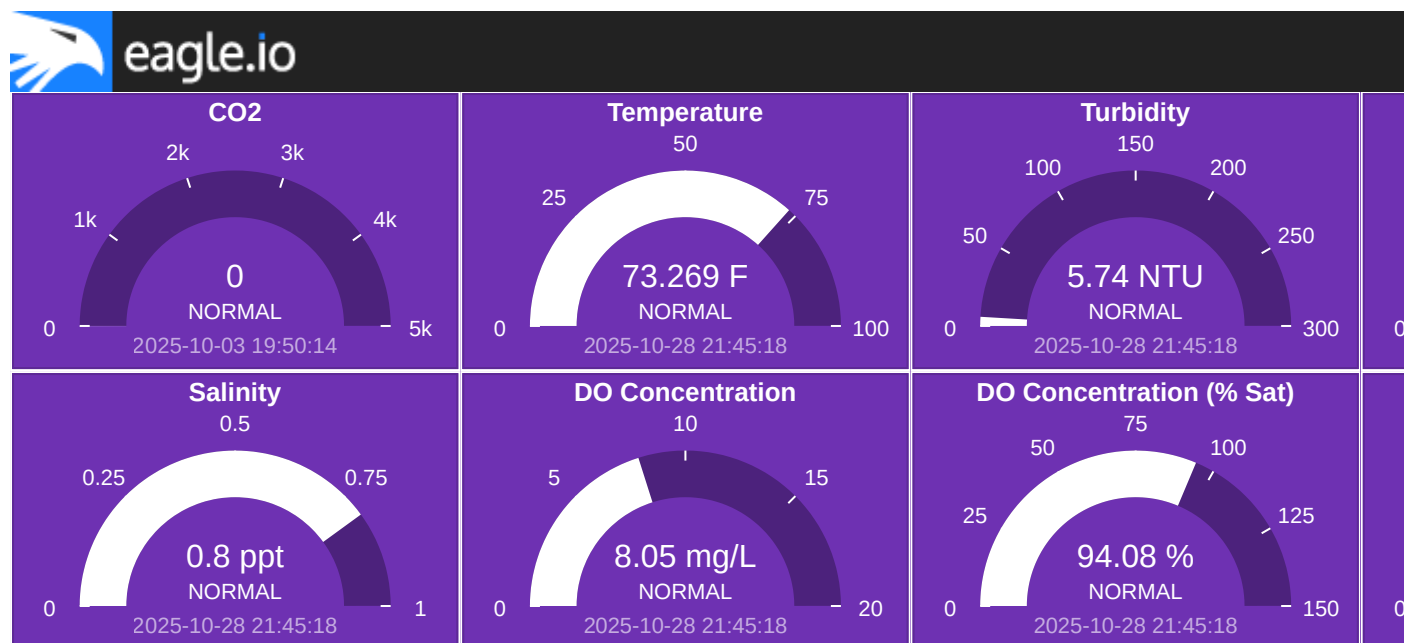 eagle.io
CO2
2k
3k
1k
4k
0
NORMAL
0
5k
2025-10-03 19:50:14
Temperature
50
25
75
73.269 F
NORMAL
0
100
2025-10-28 21:45:18
Turbidity
150
100
200
50
250
5.74 NTU
NORMAL
0
300
2025-10-28 21:45:18
Salinity
0.5
0.25
0.75
0.8 ppt
NORMAL
0
1
2025-10-28 21:45:18
DO Concentration
10
5
15
8.05 mg/L
NORMAL
0
20
2025-10-28 21:45:18
DO Concentration (% Sat)
75
50
100
25
125
94.08 %
NORMAL
0
150
2025-10-28 21:45:18